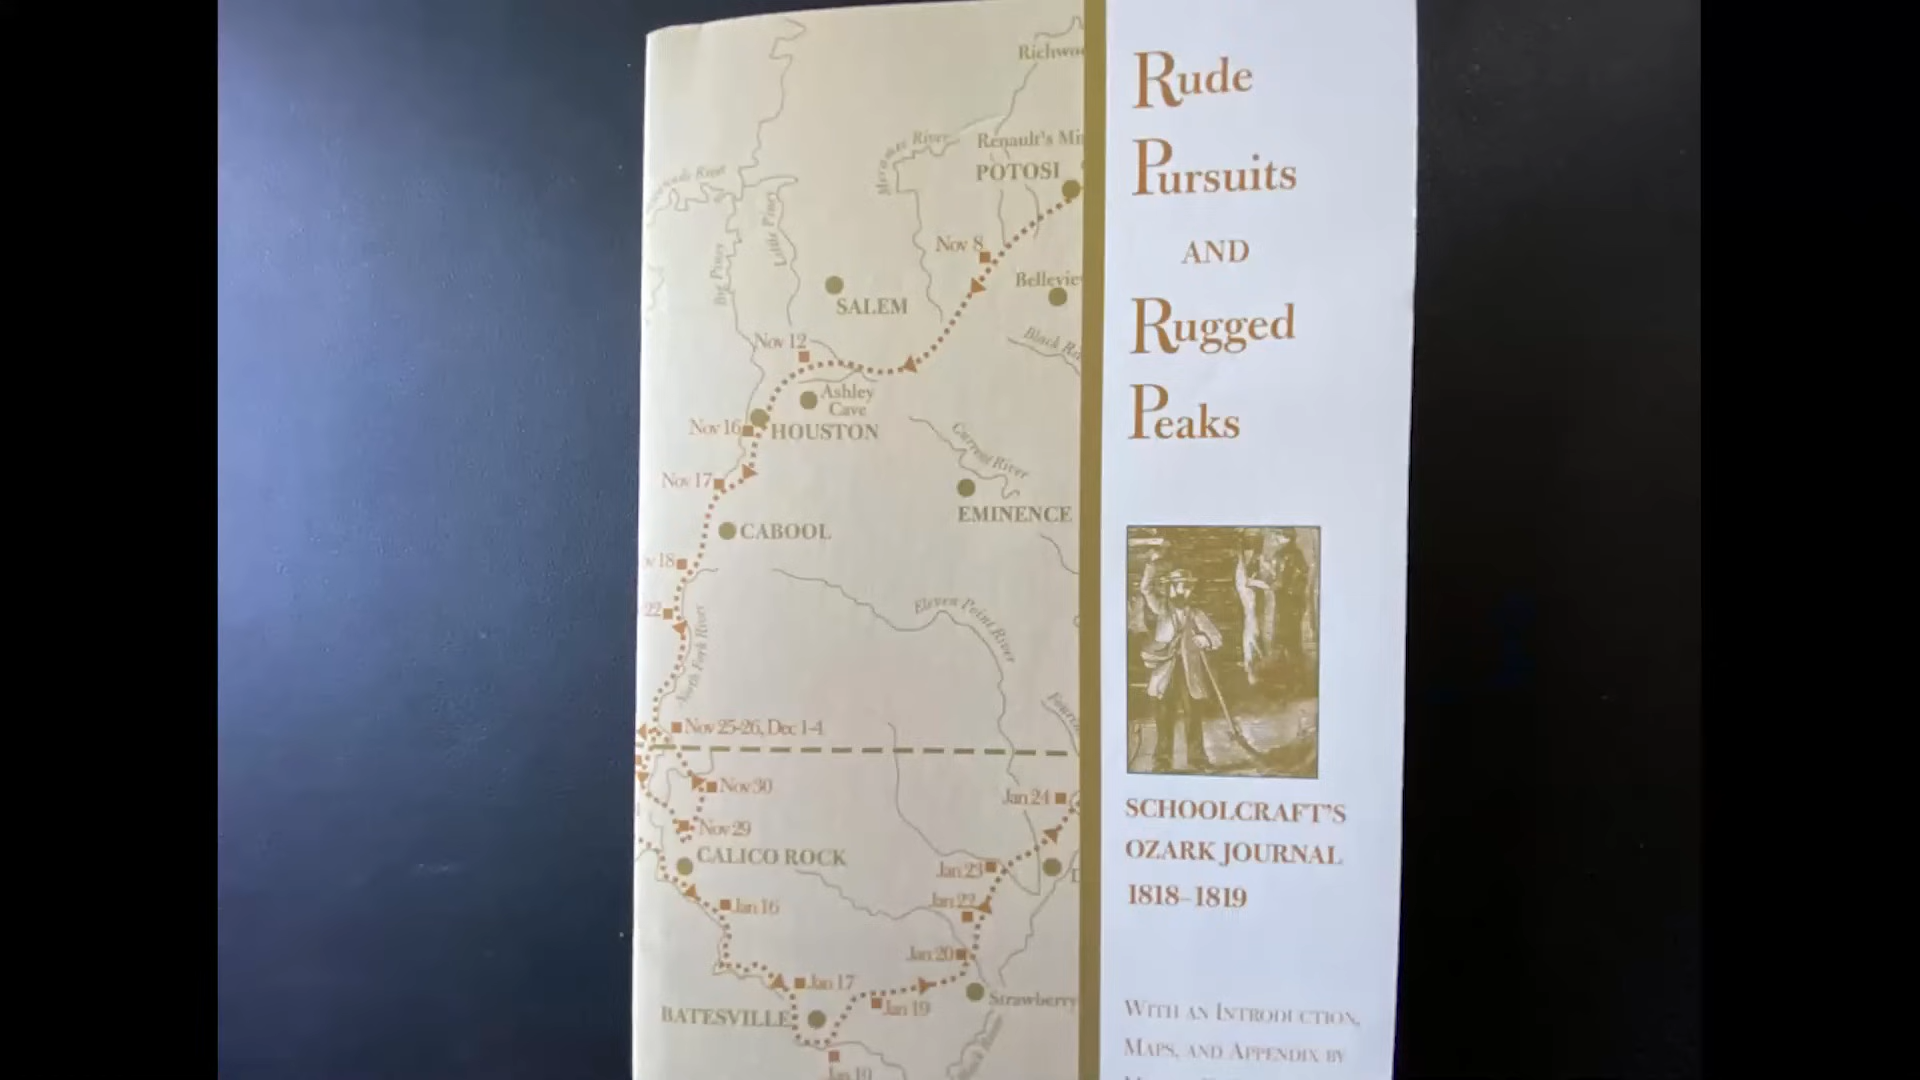 Renault's
Meramec River
POTOSI
Nov 8
Little Piney
Big Piney
SALEM
Nov 12
Black
Ashley
Cave
Nov 16
HOUSTON
Current River
Nov 17
EMINENCE
CABOOL
18
Eleven Point River
22
North Fork River
Nov 25-26, Dec 1-4
Nov 30
Jan 24
Nov 29
CALICO ROCK
Jan 23
Jan 22
Jan 16
Jan 20
Jan 17
Strawberry
Jan 19
BATESVILLE
Rude
Pursuits
AND
Rugged
Peaks
SCHOOLCRAFT'S
OZARK JOURNAL
1818–1819
WITH AN INTRODUCTION,
MAPS, AND APPENDIX BY